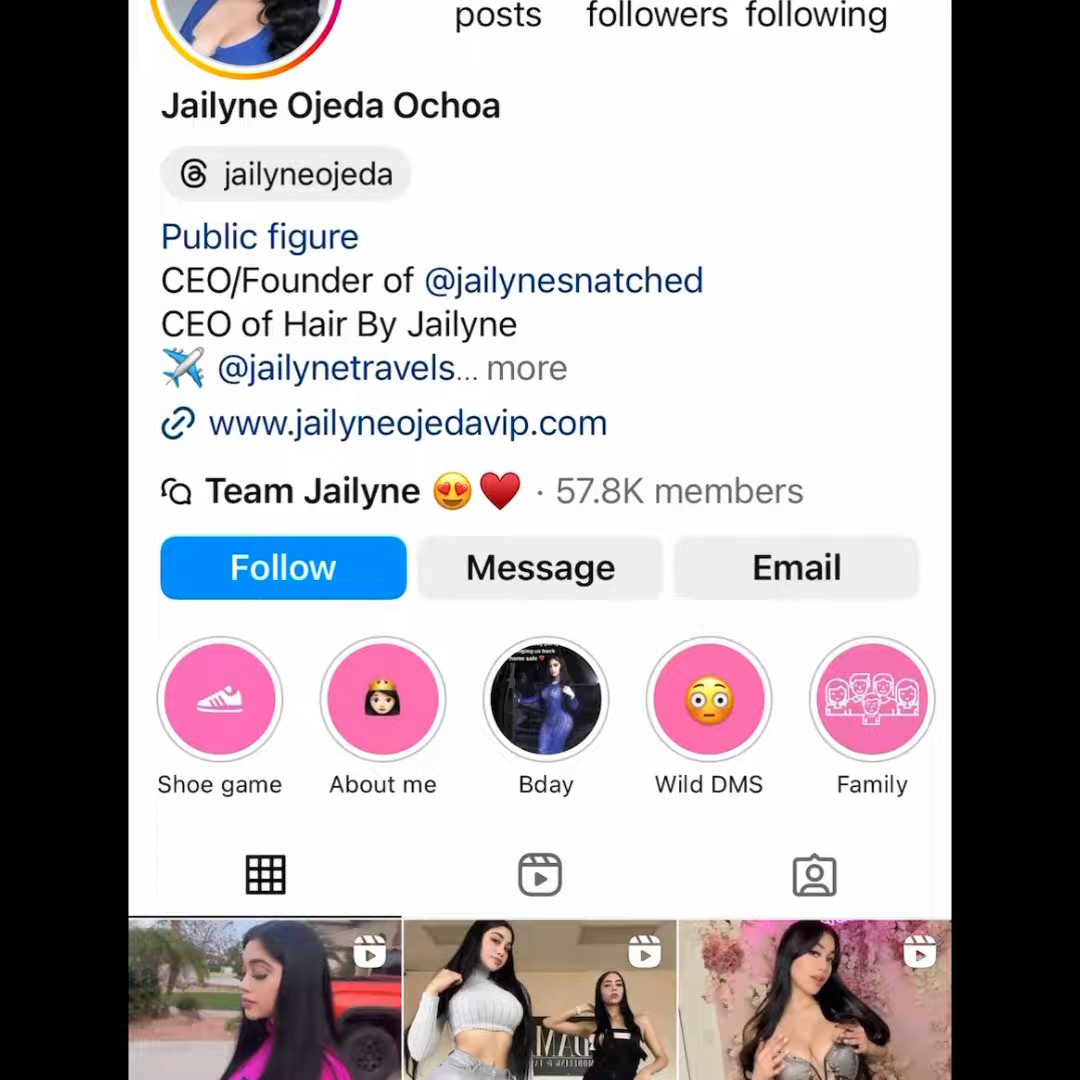 posts followers following
Jailyne Ojeda Ochoa
jailyneojeda
Public figure
CEO/Founder of @jailynesnatched
CEO of Hair By Jailyne
✈️ @jailynetravels... more
www.jailyneojedavip.com
Team Jailyne 😍❤️ · 57.8K members
Follow Message Email
Shoe game About me Bday Wild DMS Family